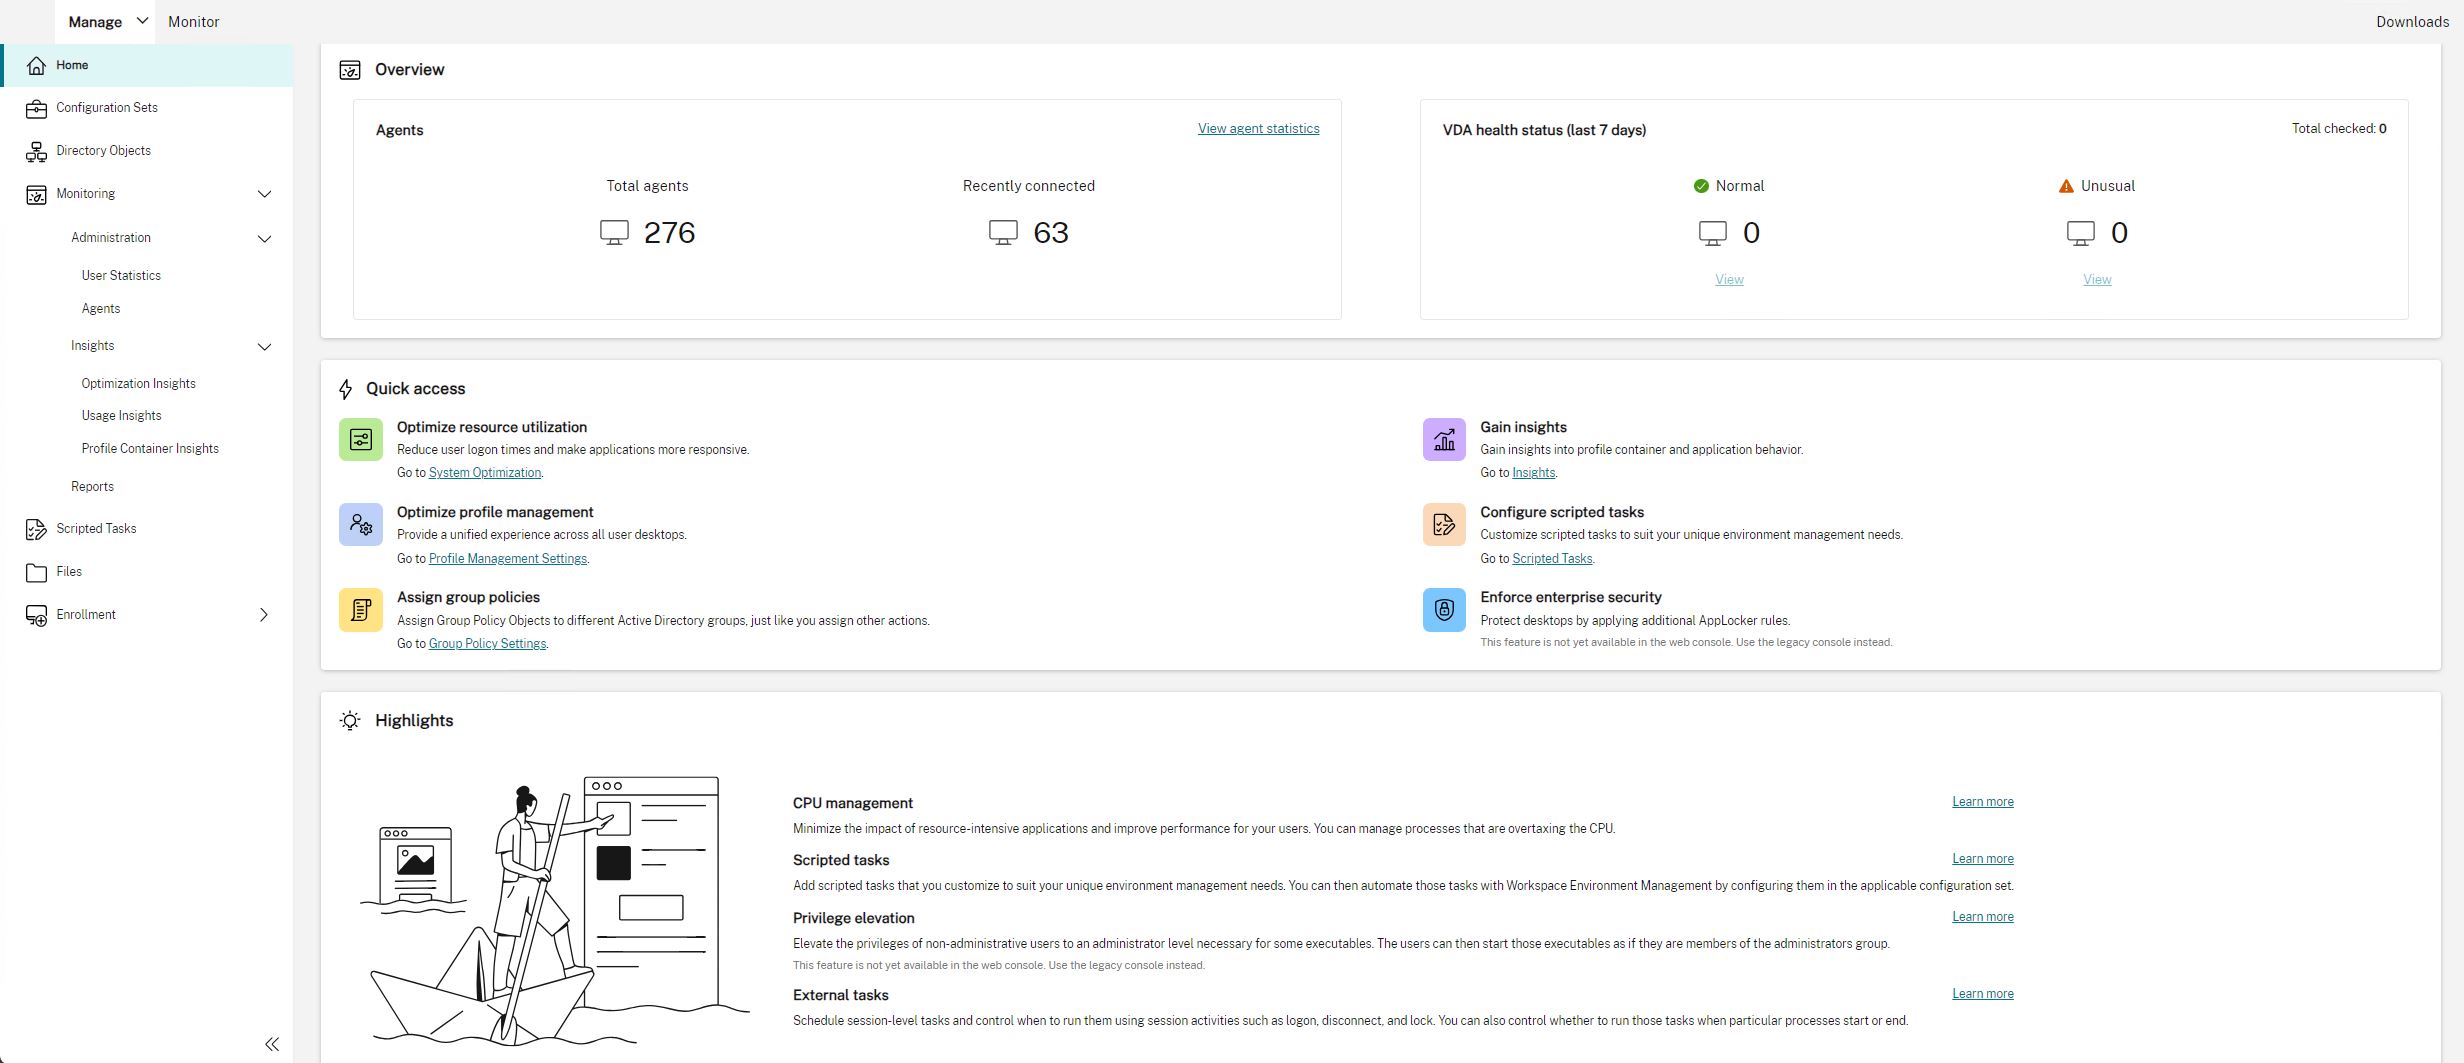 Manage
Monitor
Downloads
Home
Configuration Sets
Directory Objects
Monitoring
Administration
User Statistics
Agents
Insights
Optimization Insights
Usage Insights
Profile Container Insights
Reports
Scripted Tasks
Files
Enrollment
Overview
Agents
View agent statistics
Total agents
276
Recently connected
63
VDA health status (last 7 days)
Total checked: 0
Normal
0
View
Unusual
0
View
Quick access
Optimize resource utilization
Reduce user logon times and make applications more responsive.
Go to System Optimization.
Optimize profile management
Provide a unified experience across all user desktops.
Go to Profile Management Settings.
Assign group policies
Assign Group Policy Objects to different Active Directory groups, just like you assign other actions.
Go to Group Policy Settings.
Gain insights
Gain insights into profile container and application behavior.
Go to Insights.
Configure scripted tasks
Customize scripted tasks to suit your unique environment management needs.
Go to Scripted Tasks.
Enforce enterprise security
Protect desktops by applying additional AppLocker rules.
This feature is not yet available in the web console. Use the legacy console instead.
Highlights
CPU management
Learn more
Minimize the impact of resource-intensive applications and improve performance for your users. You can manage processes that are overtaxing the CPU.
Scripted tasks
Learn more
Add scripted tasks that you customize to suit your unique environment management needs. You can then automate those tasks with Workspace Environment Management by configuring them in the applicable configuration set.
Privilege elevation
Learn more
Elevate the privileges of non-administrative users to an administrator level necessary for some executables. The users can then start those executables as if they are members of the administrators group.
This feature is not yet available in the web console. Use the legacy console instead.
External tasks
Learn more
Schedule session-level tasks and control when to run them using session activities such as logon, disconnect, and lock. You can also control whether to run those tasks when particular processes start or end.